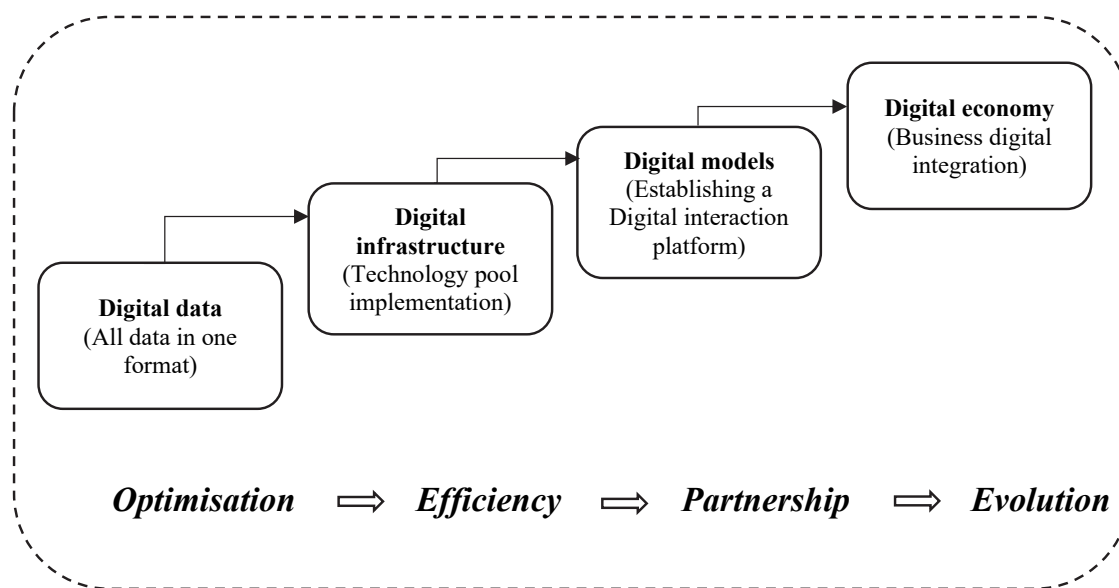 Digital data
(All data in one
format)
Digital
infrastructure
(Technology pool
implementation)
Digital models
(Establishing a
Digital interaction
platform)
Digital economy
(Business digital
integration)
Optimisation ⇨ Efficiency ⇨ Partnership ⇨ Evolution